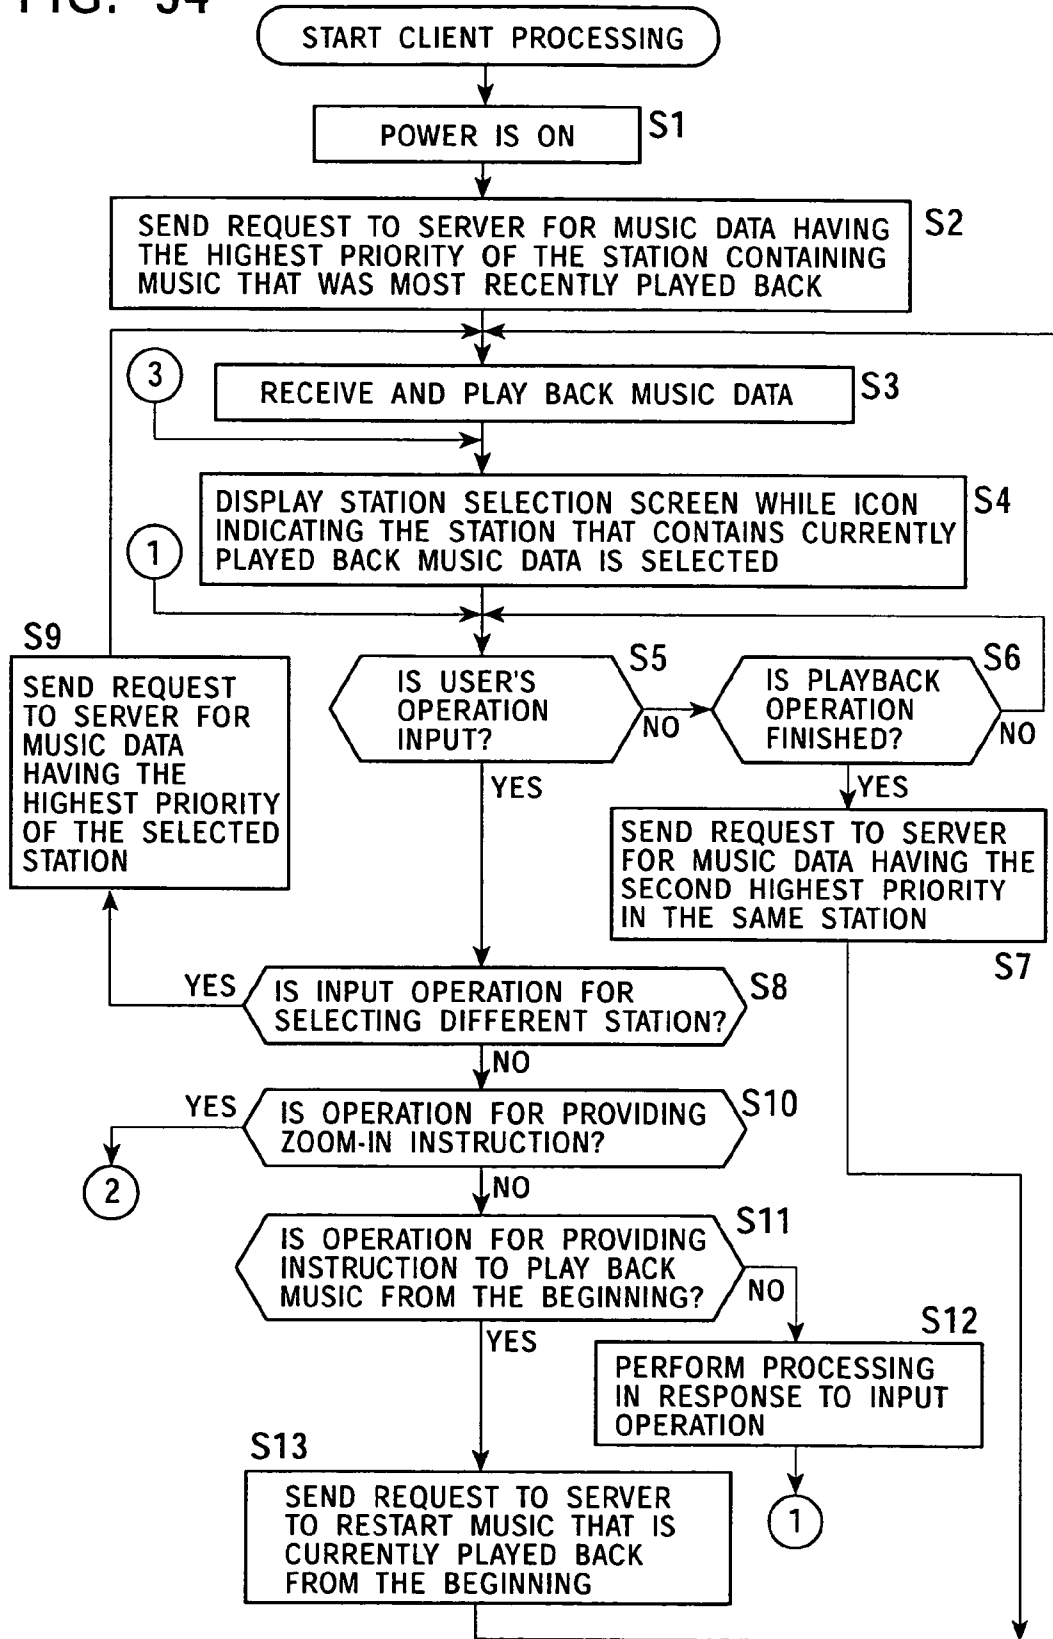 FIG. 34
START CLIENT PROCESSING
POWER IS ON
S1
SEND REQUEST TO SERVER FOR MUSIC DATA HAVING
THE HIGHEST PRIORITY OF THE STATION CONTAINING
MUSIC THAT WAS MOST RECENTLY PLAYED BACK
S2
3
RECEIVE AND PLAY BACK MUSIC DATA
S3
DISPLAY STATION SELECTION SCREEN WHILE ICON
INDICATING THE STATION THAT CONTAINS CURRENTLY
PLAYED BACK MUSIC DATA IS SELECTED
S4
1
S9
SEND REQUEST
TO SERVER FOR
MUSIC DATA
HAVING THE
HIGHEST PRIORITY
OF THE SELECTED
STATION
IS USER'S
OPERATION
INPUT?
S5
NO
YES
IS PLAYBACK
OPERATION
FINISHED?
S6
NO
YES
SEND REQUEST TO SERVER
FOR MUSIC DATA HAVING THE
SECOND HIGHEST PRIORITY
IN THE SAME STATION
S7
YES
IS INPUT OPERATION FOR
SELECTING DIFFERENT STATION?
S8
NO
YES
IS OPERATION FOR PROVIDING
ZOOM-IN INSTRUCTION?
S10
2
NO
IS OPERATION FOR PROVIDING
INSTRUCTION TO PLAY BACK
MUSIC FROM THE BEGINNING?
S11
NO
YES
S12
PERFORM PROCESSING
IN RESPONSE TO INPUT
OPERATION
1
S13
SEND REQUEST TO SERVER
TO RESTART MUSIC THAT IS
CURRENTLY PLAYED BACK
FROM THE BEGINNING